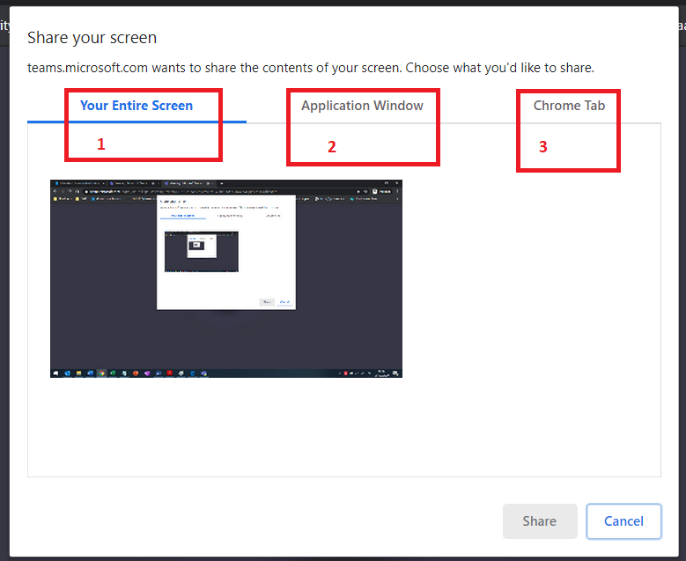 Share your screen
teams.microsoft.com wants to share the contents of your screen. Choose what you'd like to share.
Your Entire Screen Application Window Chrome Tab
1 2 3
Share Cancel